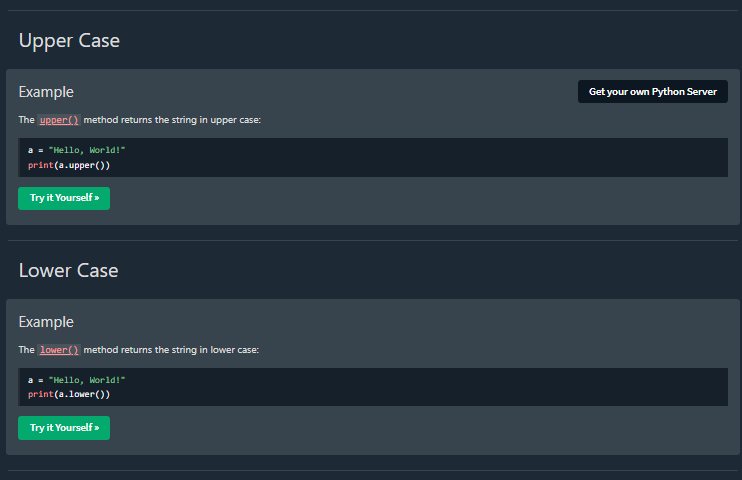 Upper Case
Example
Get your own Python Server
The upper() method returns the string in upper case:
a = "Hello, World!"
print(a.upper())
Try it Yourself »
Lower Case
Example
The lower() method returns the string in lower case:
a = "Hello, World!"
print(a.lower())
Try it Yourself »